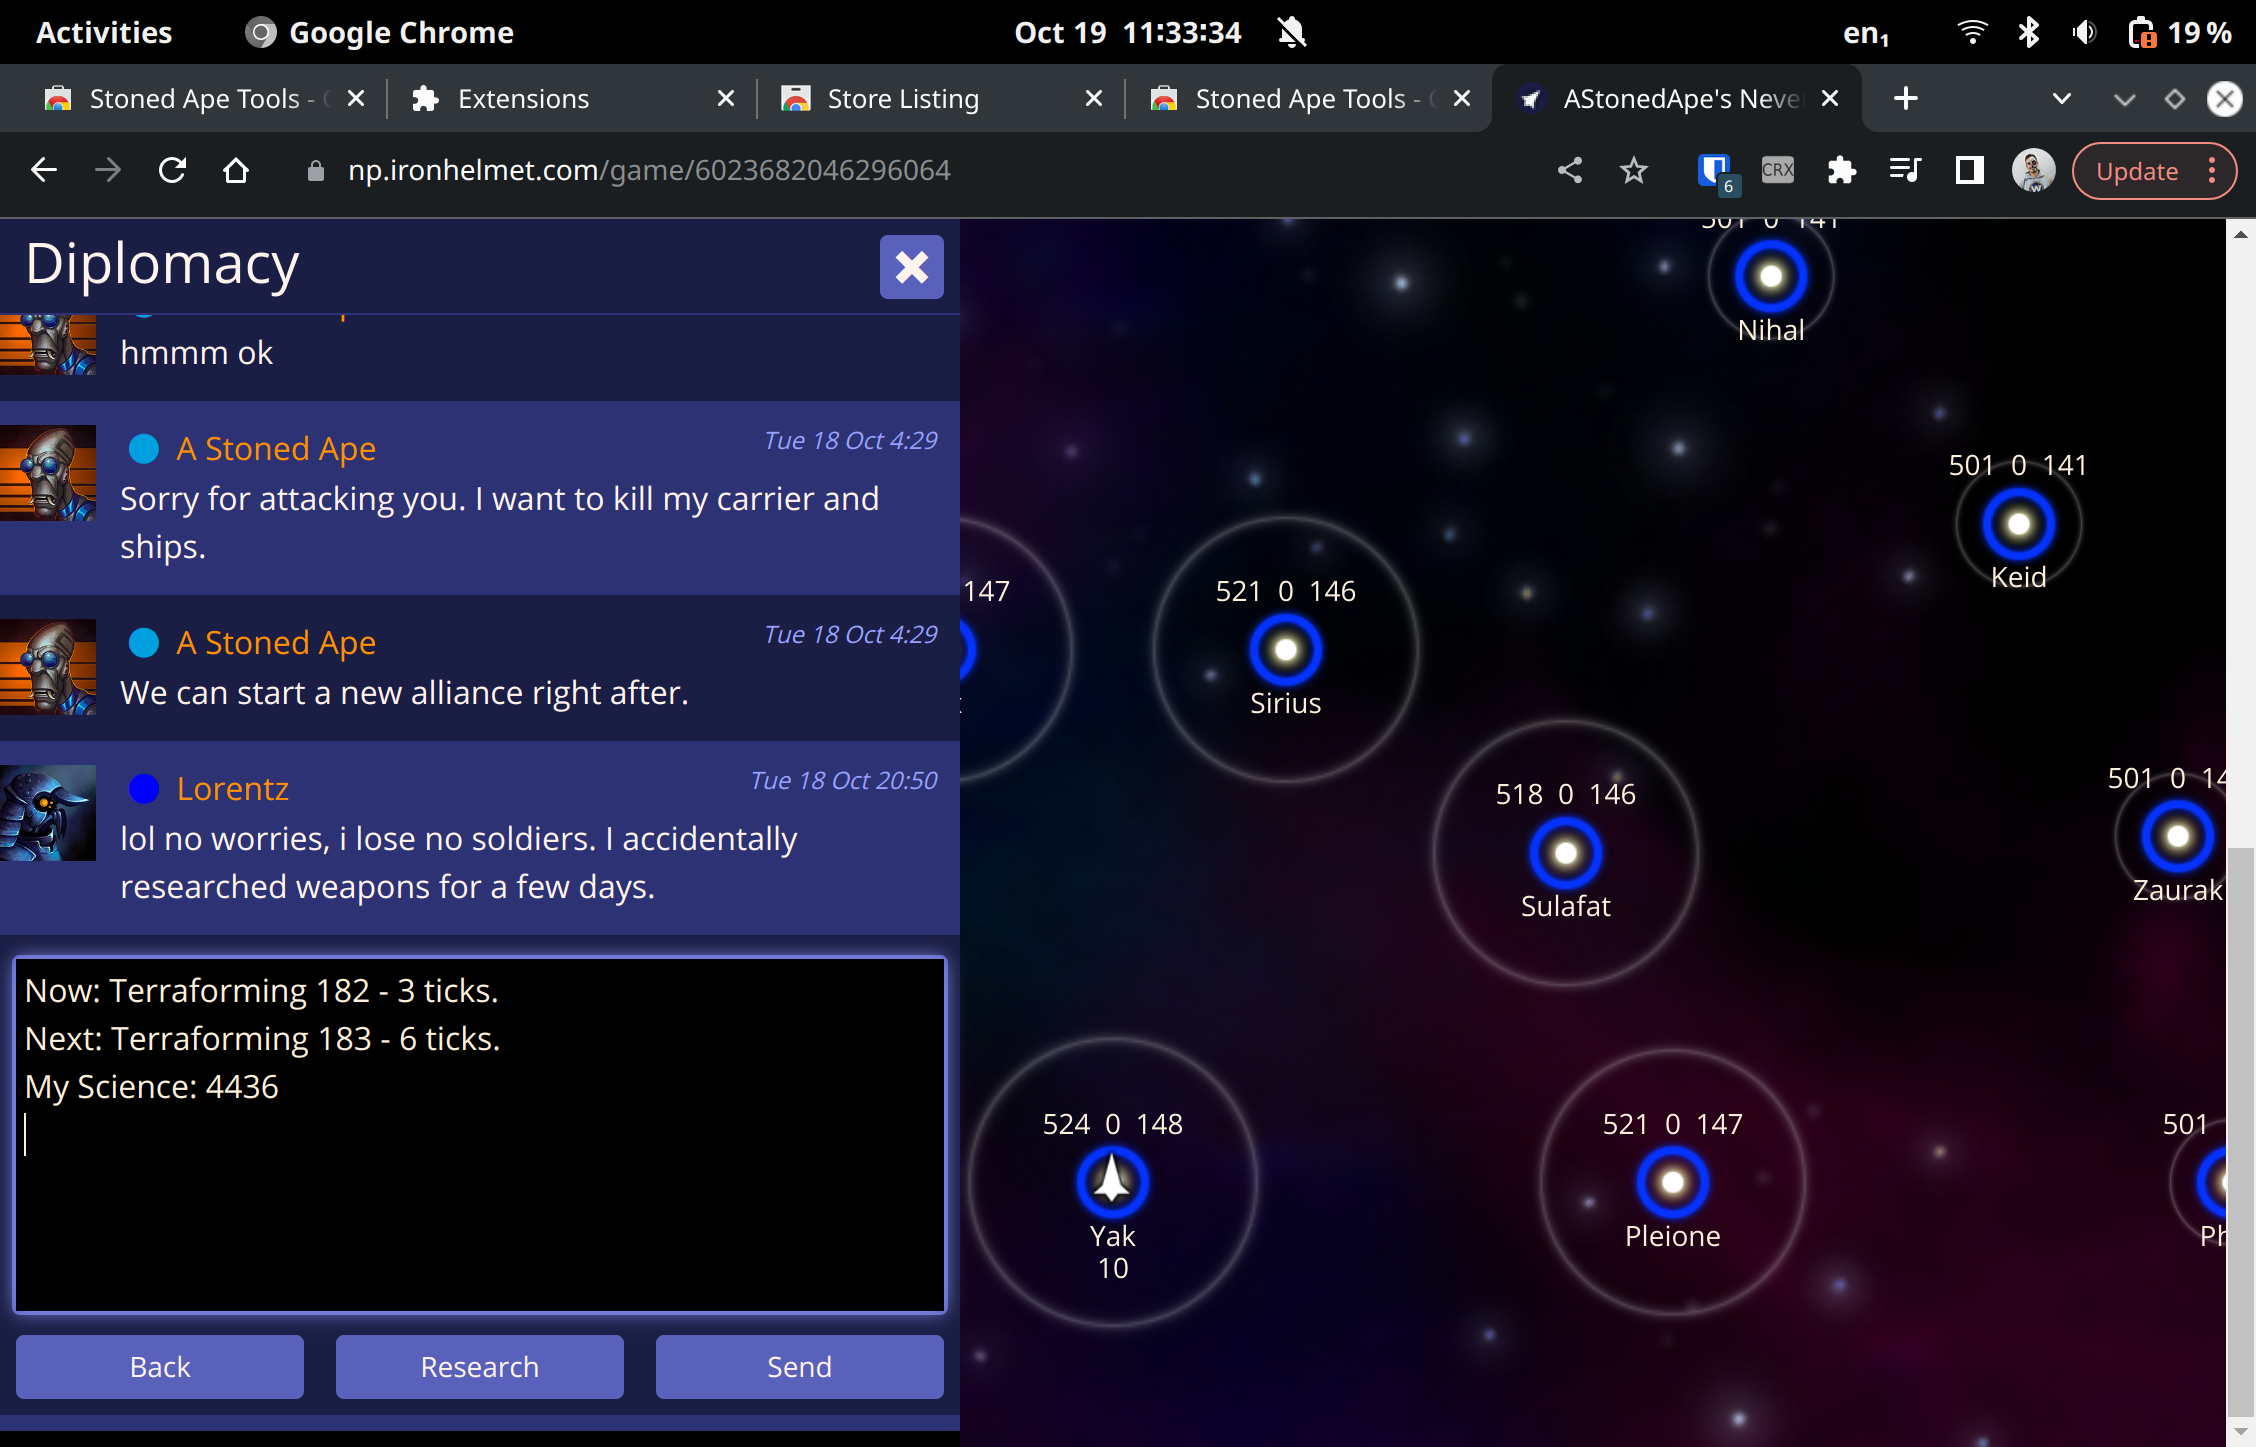 Activities
Google Chrome
Oct 19 11:33:34
en₁
19 %
Stoned Ape Tools -
Extensions
Store Listing
Stoned Ape Tools -
AStonedApe's Neve
np.ironhelmet.com/game/6023682046296064
6
CRX
Update
Diplomacy
hmmm ok
A Stoned Ape
Tue 18 Oct 4:29
Sorry for attacking you. I want to kill my carrier and
ships.
A Stoned Ape
Tue 18 Oct 4:29
We can start a new alliance right after.
Lorentz
Tue 18 Oct 20:50
lol no worries, i lose no soldiers. I accidentally
researched weapons for a few days.
Now: Terraforming 182 - 3 ticks.
Next: Terraforming 183 - 6 ticks.
My Science: 4436
Back
Research
Send
501 0 141
Nihal
501 0 141
Keid
147
521 0 146
Sirius
518 0 146
Sulafat
501 0 14
Zaurak
524 0 148
Yak
10
521 0 147
Pleione
501
Ph